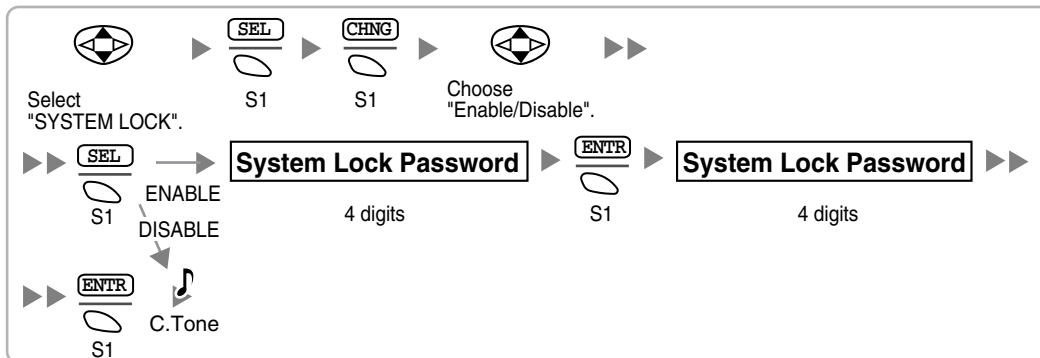 SEL
CHNG
S1
S1
Select
"SYSTEM LOCK".
Choose
"Enable/Disable".
SEL
S1
ENABLE
DISABLE
System Lock Password
4 digits
ENTR
S1
System Lock Password
4 digits
ENTR
S1
C.Tone